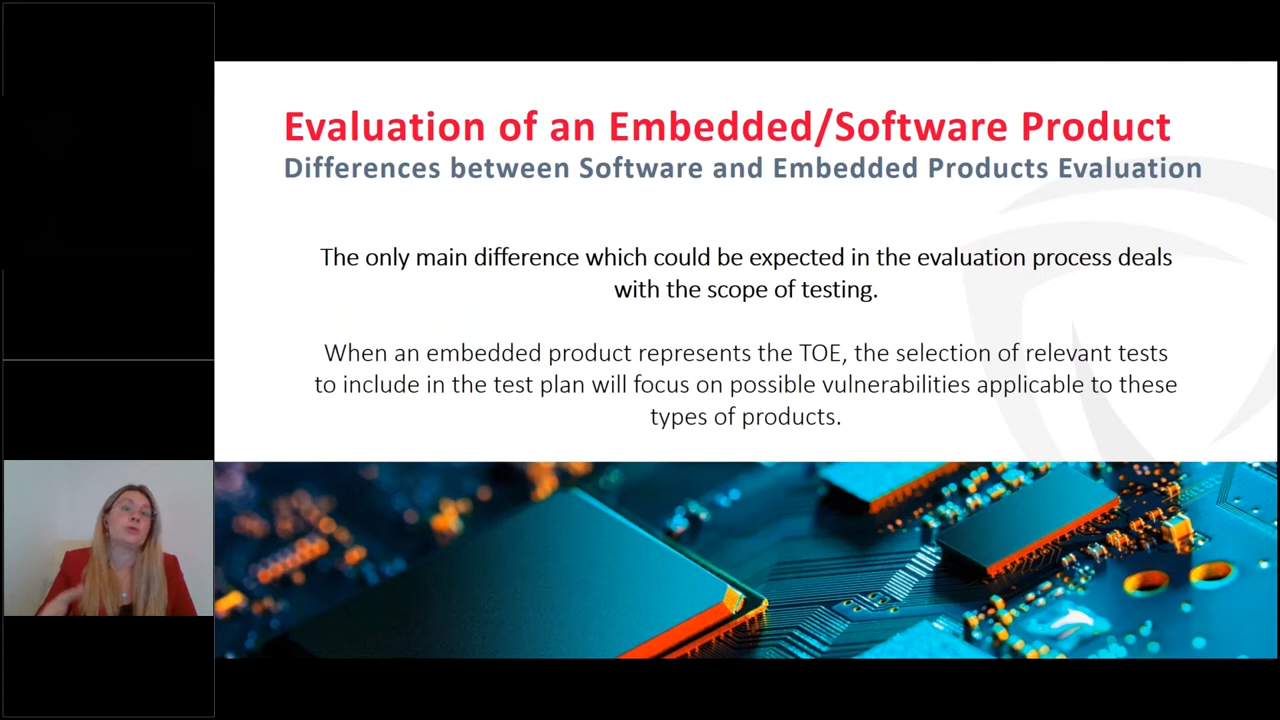 Evaluation of an Embedded/Software Product
Differences between Software and Embedded Products Evaluation
The only main difference which could be expected in the evaluation process deals
with the scope of testing.
When an embedded product represents the TOE, the selection of relevant tests
to include in the test plan will focus on possible vulnerabilities applicable to these
types of products.